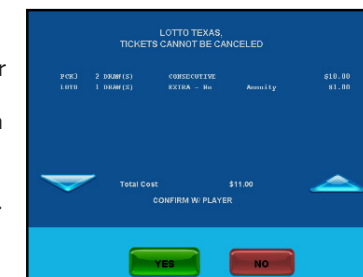 LOTTO TEXAS,
TICKETS CANNOT BE CANCELED
PCK3 2 DRAW(S) CONSECUTIVE $10.00
LOTO 1 DRAW(S) EXTRA - No Annuity $1.00
Total Cost $11.00
CONFIRM W/ PLAYER
YES NO